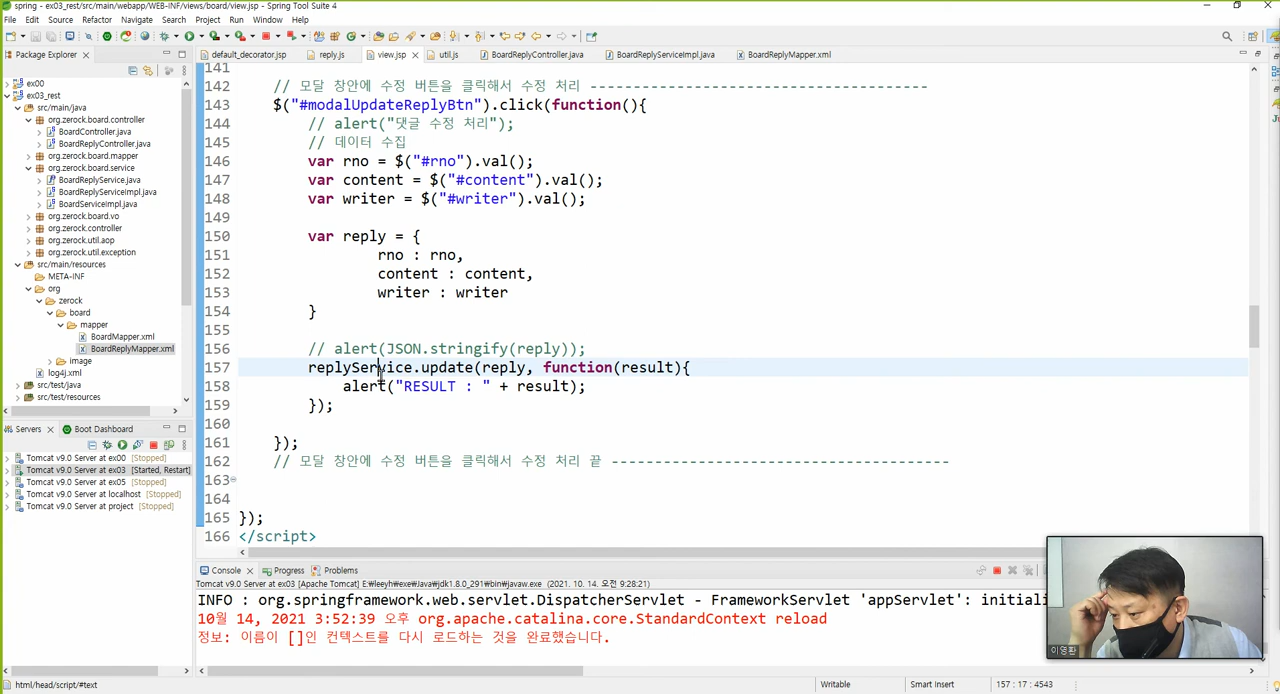 spring - ex03_rest/src/main/webapp/WEB-INF/views/board/view.jsp - Spring Tool Suite 4
File Edit Source Refactor Navigate Search Project Run Window Help
Package Explorer
default_decorator.jsp reply.js view.jsp util.js BoardReplyController.java BoardReplyServiceImpl.java BoardReplyMapper.xml
ex00
ex03_rest
src/main/java
org.zerock.board.controller
BoardController.java
BoardReplyController.java
org.zerock.board.mapper
org.zerock.board.service
BoardReplyService.java
BoardReplyServiceImpl.java
BoardServiceImpl.java
org.zerock.board.vo
org.zerock.controller
org.zerock.util.aop
org.zerock.util.exception
src/main/resources
META-INF
org
zerock
board
mapper
BoardMapper.xml
BoardReplyMapper.xml
image
log4j.xml
src/test/java
src/test/resources
141
142 // 모달 창안에 수정 버튼을 클릭해서 수정 처리 ---------------------------------------
143 $("#modalUpdateReplyBtn").click(function(){
144 // alert("댓글 수정 처리");
145 // 데이터 수집
146 var rno = $("#rno").val();
147 var content = $("#content").val();
148 var writer = $("#writer").val();
149
150 var reply = {
151 rno : rno,
152 content : content,
153 writer : writer
154 }
155
156 // alert(JSON.stringify(reply));
157 replyService.update(reply, function(result){
158 alert("RESULT : " + result);
159 });
160
161 });
162 // 모달 창안에 수정 버튼을 클릭해서 수정 처리 끝 ---------------------------------------
163
164
165 });
166 </script>
Servers Boot Dashboard
Tomcat v9.0 Server at ex00 [Stopped]
Tomcat v9.0 Server at ex03 [Started, Restart]
Tomcat v9.0 Server at ex05 [Stopped]
Tomcat v9.0 Server at localhost [Stopped]
Tomcat v9.0 Server at project [Stopped]
Console Progress Problems
Tomcat v9.0 Server at ex03 [Apache Tomcat] E:\leeyh\exe\Java\jdk1.8.0_291\bin\javaw.exe (2021. 10. 14. 오전 9:28:21)
INFO : org.springframework.web.servlet.DispatcherServlet - FrameworkServlet 'appServlet': initiali
10월 14, 2021 3:52:39 오후 org.apache.catalina.core.StandardContext reload
정보: 이름이 []인 컨텍스트를 다시 로드하는 것을 완료했습니다.
이영환
html/head/script/#text Writable Smart Insert 157 : 17 : 4543